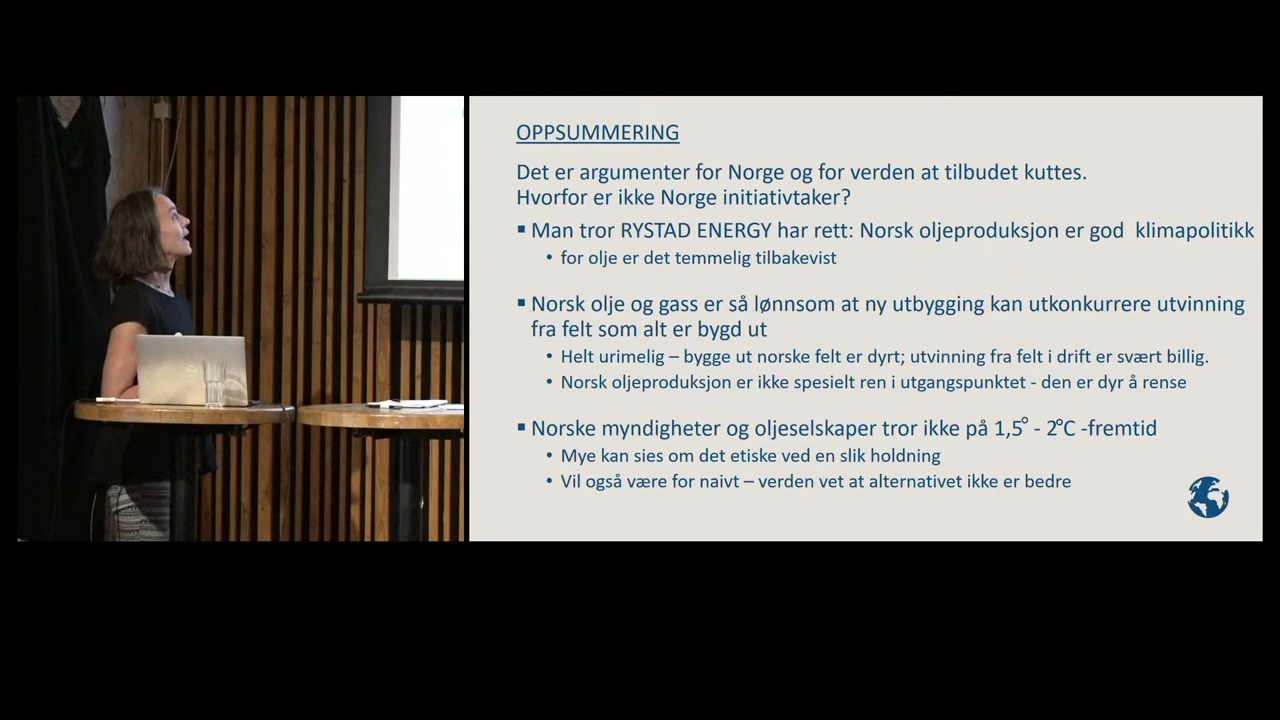 OPPSUMMERING
Det er argumenter for Norge og for verden at tilbudet kuttes.
Hvorfor er ikke Norge initiativtaker?
▪ Man tror RYSTAD ENERGY har rett: Norsk oljeproduksjon er god klimapolitikk
• for olje er det temmelig tilbakevist
▪ Norsk olje og gass er så lønnsom at ny utbygging kan utkonkurrere utvinning
fra felt som alt er bygd ut
• Helt urimelig – bygge ut norske felt er dyrt; utvinning fra felt i drift er svært billig.
• Norsk oljeproduksjon er ikke spesielt ren i utgangspunktet - den er dyr å rense
▪ Norske myndigheter og oljeselskaper tror ikke på 1,5° - 2°C -fremtid
• Mye kan sies om det etiske ved en slik holdning
• Vil også være for naivt – verden vet at alternativet ikke er bedre